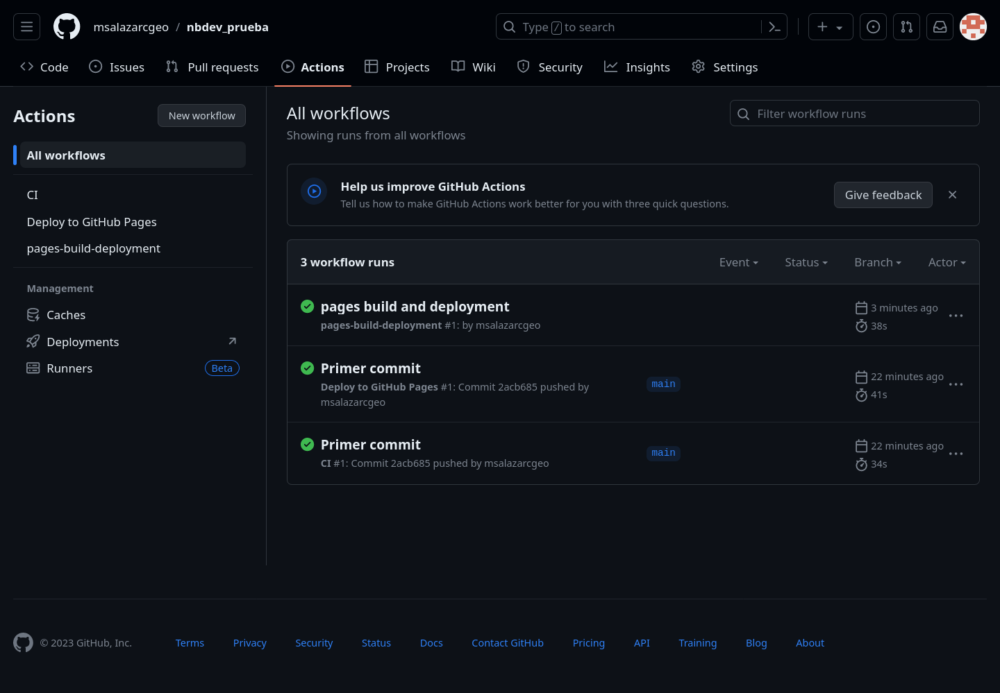 msalazarcgeo / nbdev_prueba
Type / to search
Code
Issues
Pull requests
Actions
Projects
Wiki
Security
Insights
Settings
Actions
New workflow
All workflows
CI
Deploy to GitHub Pages
pages-build-deployment
Management
Caches
Deployments
Runners
Beta
All workflows
Showing runs from all workflows
Filter workflow runs
Help us improve GitHub Actions
Tell us how to make GitHub Actions work better for you with three quick questions.
Give feedback
3 workflow runs
Event
Status
Branch
Actor
pages build and deployment
pages-build-deployment #1: by msalazarcgeo
3 minutes ago
38s
Primer commit
Deploy to GitHub Pages #1: Commit 2acb685 pushed by
msalazarcgeo
main
22 minutes ago
41s
Primer commit
CI #1: Commit 2acb685 pushed by msalazarcgeo
main
22 minutes ago
34s
© 2023 GitHub, Inc.
Terms
Privacy
Security
Status
Docs
Contact GitHub
Pricing
API
Training
Blog
About